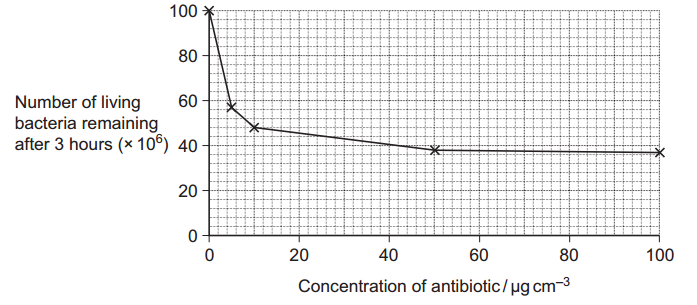 100
80
60
40
20
0
Number of living
bacteria remaining
after 3 hours (× 10⁶)
0 20 40 60 80 100
Concentration of antibiotic / μg cm⁻³